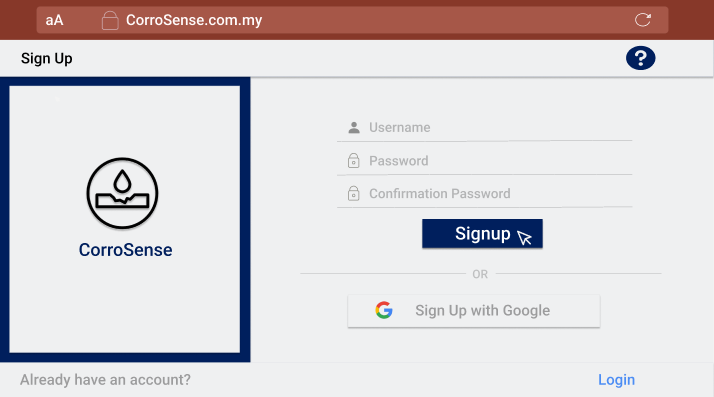 aA CorroSense.com.my
Sign Up ?
Username
Password
Confirmation Password
CorroSense
Signup
OR
Sign Up with Google
Already have an account? Login